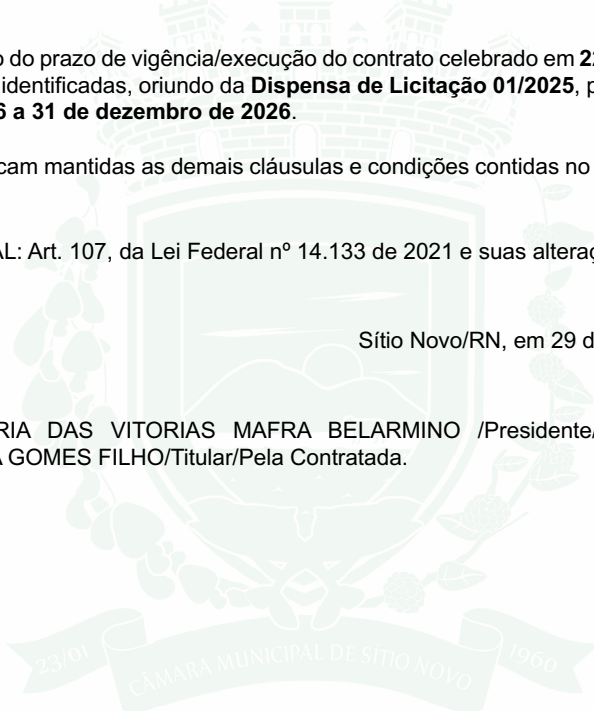 o do prazo de vigência/execução do contrato celebrado em 22
identificadas, oriundo da Dispensa de Licitação 01/2025, p
6 a 31 de dezembro de 2026.
cam mantidas as demais cláusulas e condições contidas no
AL: Art. 107, da Lei Federal nº 14.133 de 2021 e suas alteraç
Sítio Novo/RN, em 29 d
RIA DAS VITORIAS MAFRA BELARMINO /Presidente/
A GOMES FILHO/Titular/Pela Contratada.
23/01 CÂMARA MUNICIPAL DE SÍTIO NOVO 1960